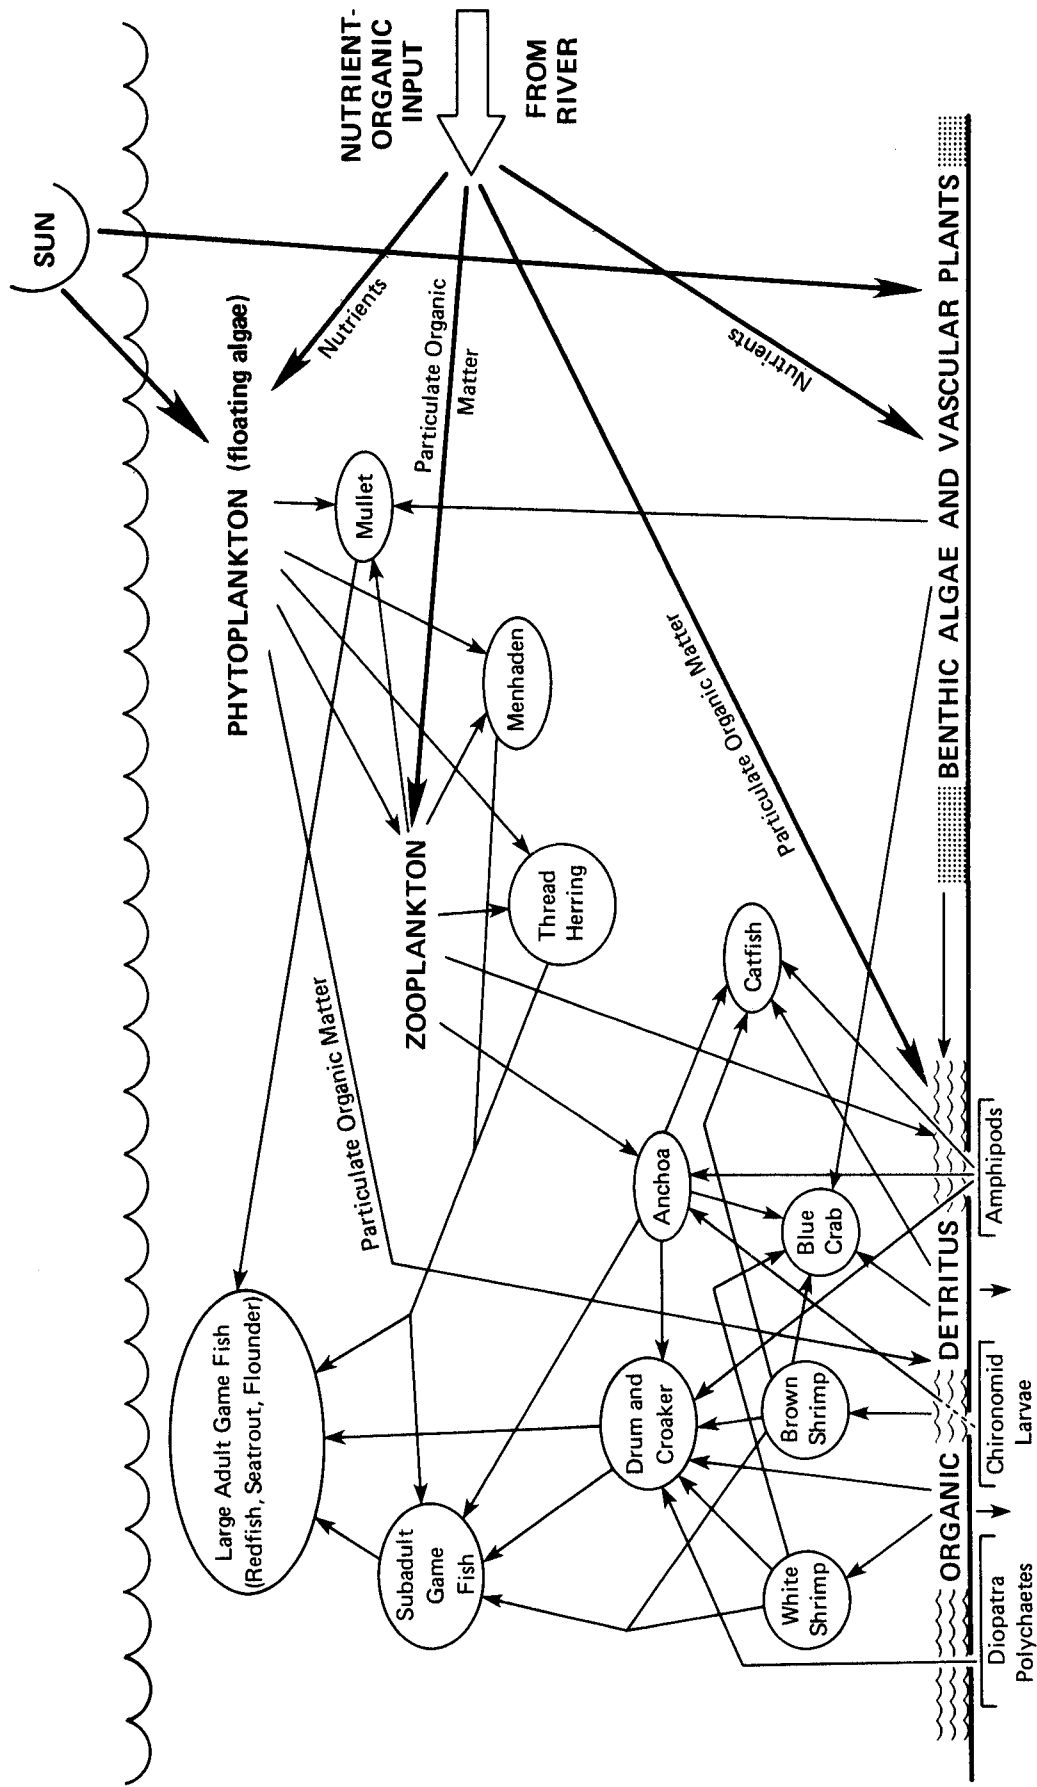 SUN
NUTRIENT-
ORGANIC
INPUT
FROM
RIVER
PHYTOPLANKTON (floating algae)
Nutrients
Particulate Organic
Matter
Nutrients
Mullet
Menhaden
Particulate Organic Matter
ZOOPLANKTON
Thread
Herring
Catfish
Particulate Organic Matter
Anchoa
Blue
Crab
Large Adult Game Fish
(Redfish, Seatrout, Flounder)
Drum and
Croaker
Brown
Shrimp
Subadult
Game
Fish
White
Shrimp
ORGANIC DETRITUS
BENTHIC ALGAE AND VASCULAR PLANTS
Diopatra
Polychaetes
Chironomid
Larvae
Amphipods